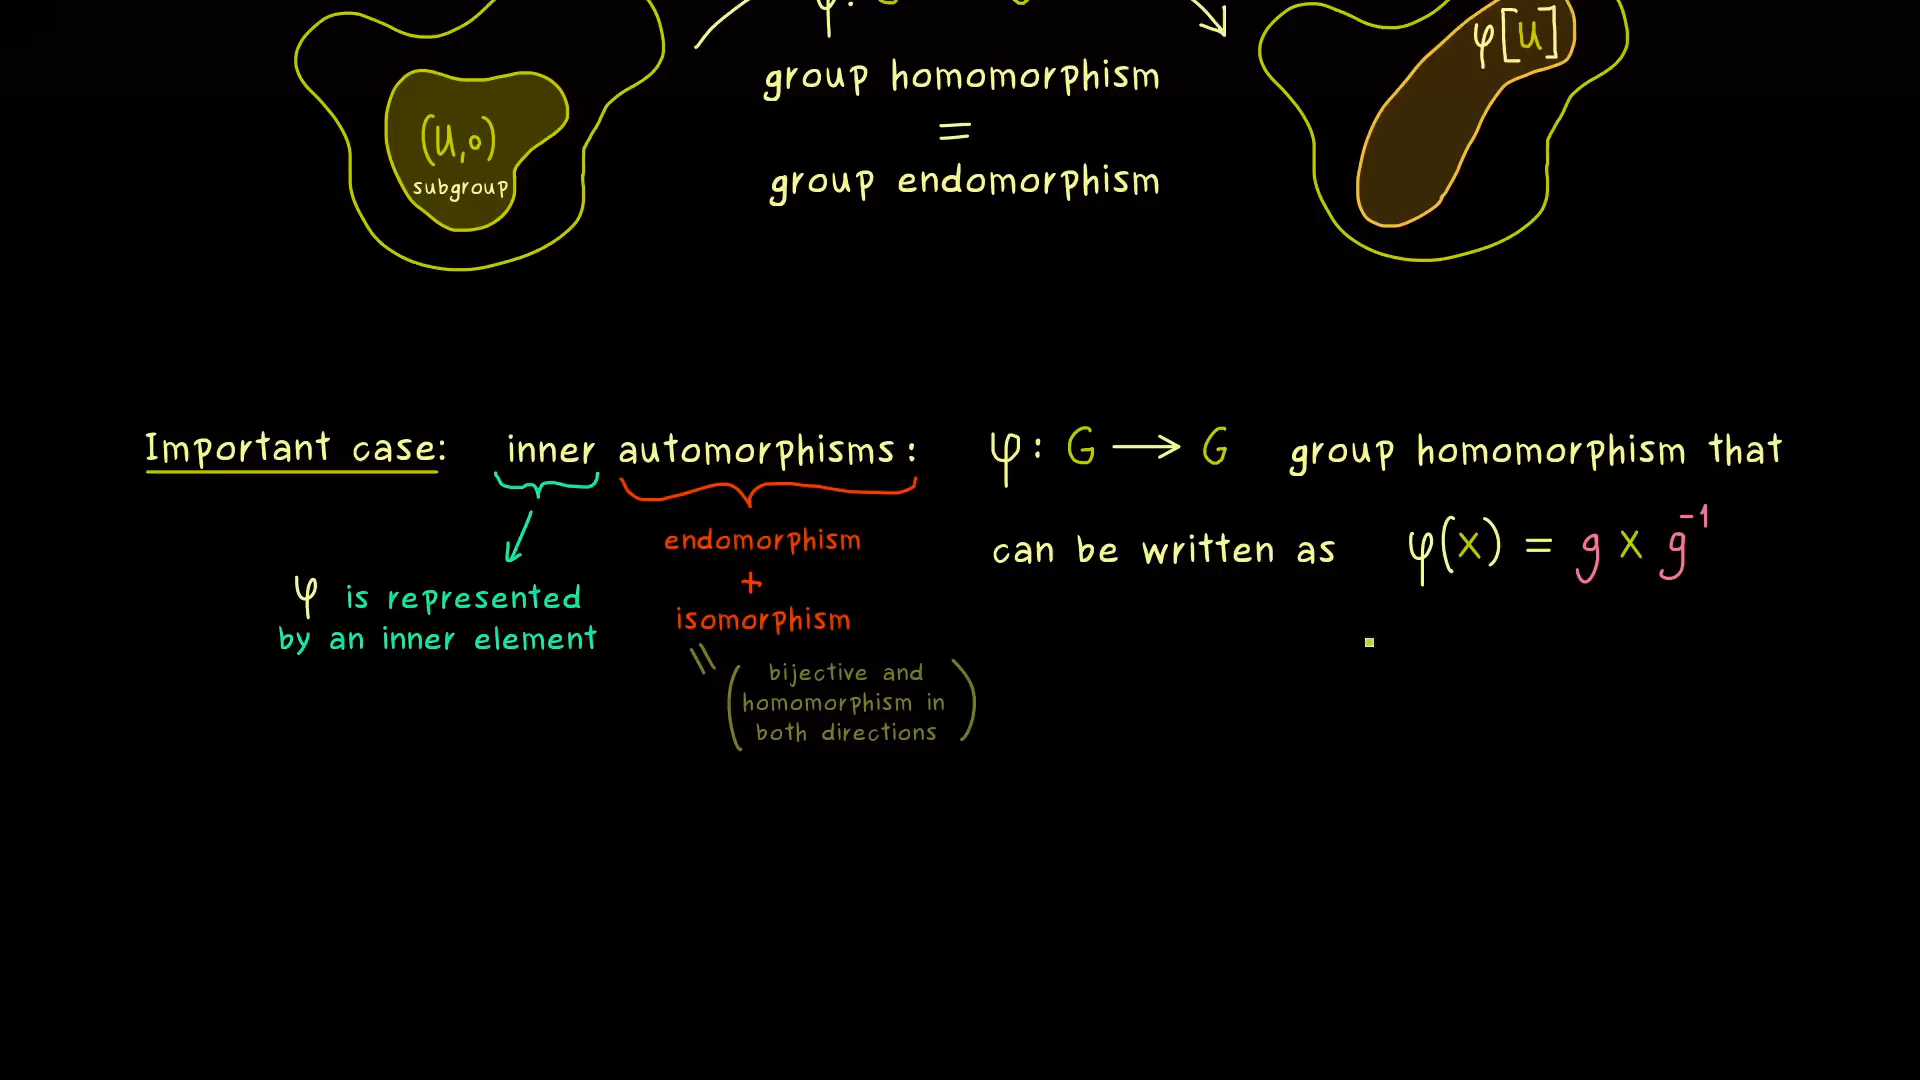 φ: G G
φ[U]
group homomorphism
=
(U,∘)
subgroup
group endomorphism
Important case: inner automorphisms: φ: G ⟶ G group homomorphism that
can be written as φ(x) = g x g⁻¹
endomorphism
+
isomorphism
φ is represented
by an inner element
=
(bijective and
homomorphism in
both directions)